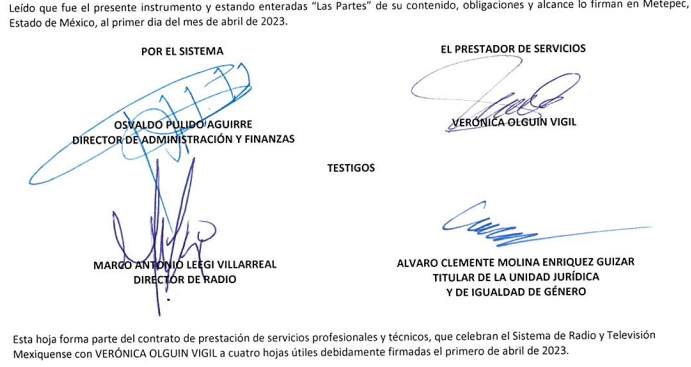 Leído que fue el presente instrumento y estando enteradas "Las Partes" de su contenido, obligaciones y alcance lo firman en Metepec,
Estado de México, al primer dia del mes de abril de 2023.
POR EL SISTEMA
OSVALDO PULIDO AGUIRRE
DIRECTOR DE ADMINISTRACIÓN Y FINANZAS
EL PRESTADOR DE SERVICIOS
VERÓNICA OLGUIN VIGIL
TESTIGOS
MARCO ANTONIO LEEGI VILLARREAL
DIRECTOR DE RADIO
ALVARO CLEMENTE MOLINA ENRIQUEZ GUIZAR
TITULAR DE LA UNIDAD JURÍDICA
Y DE IGUALDAD DE GÉNERO
Esta hoja forma parte del contrato de prestación de servicios profesionales y técnicos, que celebran el Sistema de Radio y Televisión
Mexiquense con VERÓNICA OLGUIN VIGIL a cuatro hojas útiles debidamente firmadas el primero de abril de 2023.